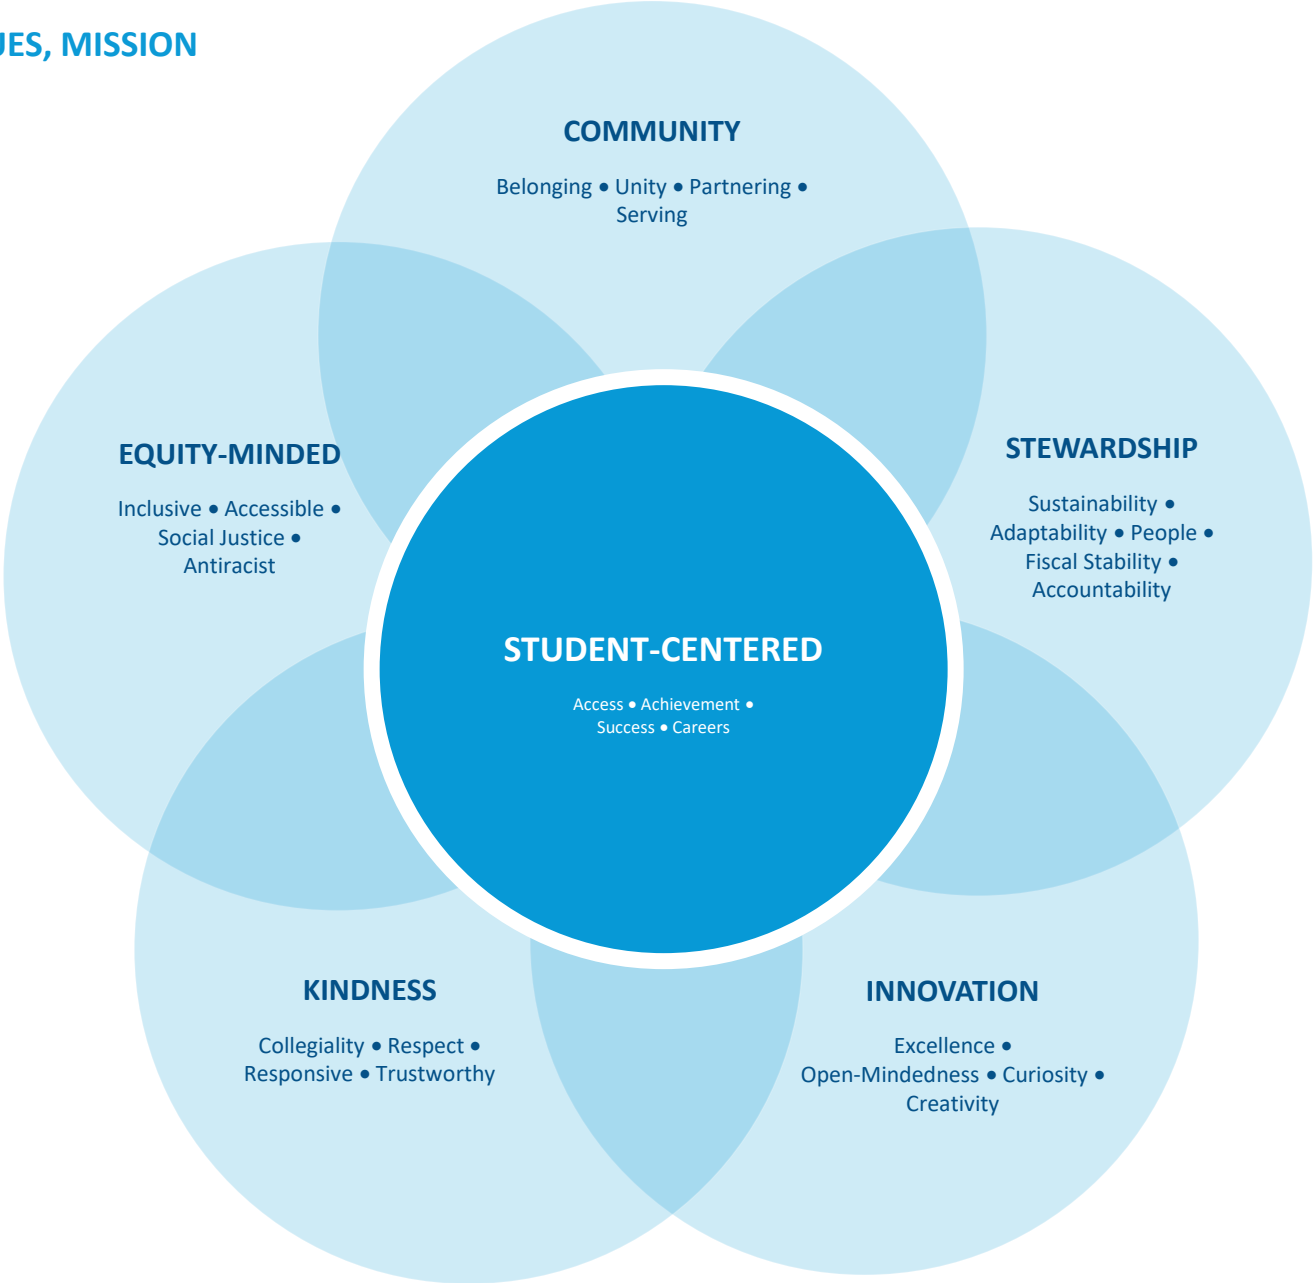 UES, MISSION
COMMUNITY
Belonging ● Unity ● Partnering ●
Serving
EQUITY-MINDED
Inclusive ● Accessible ●
Social Justice ●
Antiracist
STEWARDSHIP
Sustainability ●
Adaptability ● People ●
Fiscal Stability ●
Accountability
STUDENT-CENTERED
Access ● Achievement ●
Success ● Careers
KINDNESS
Collegiality ● Respect ●
Responsive ● Trustworthy
INNOVATION
Excellence ●
Open-Mindedness ● Curiosity ●
Creativity